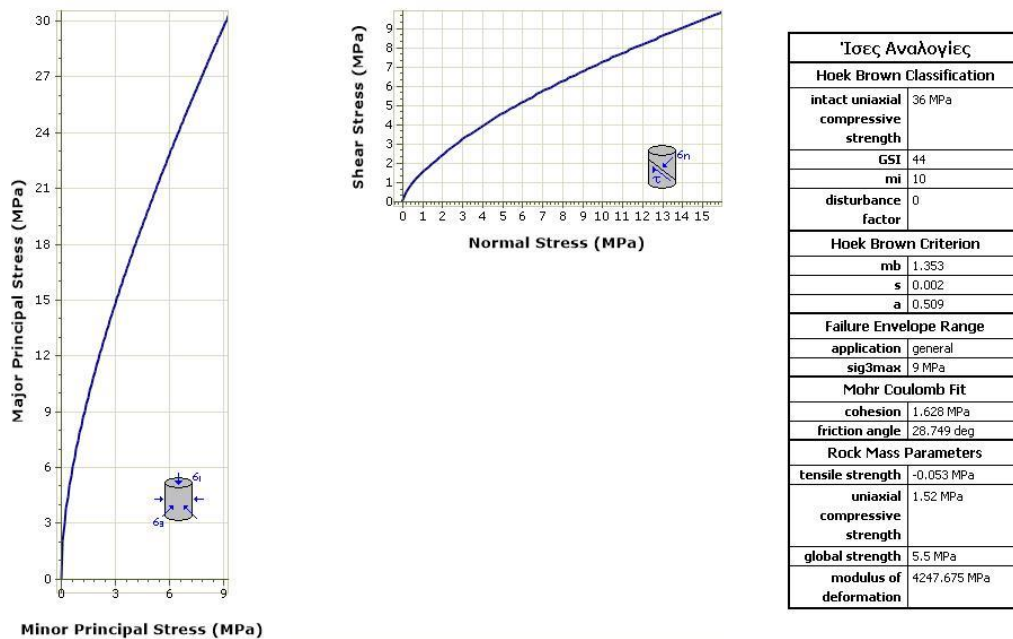 30
27
24
21
18
15
12
9
6
3
0
0 3 6 9
Major Principal Stress (MPa)
Minor Principal Stress (MPa)
σ1
σ3
9
8
7
6
5
4
3
2
1
0
0 1 2 3 4 5 6 7 8 9 10 11 12 13 14 15
Shear Stress (MPa)
Normal Stress (MPa)
σn
τ
Ίσες Αναλογίες
Hoek Brown Classification
intact uniaxial 36 MPa
compressive
strength
GSI 44
mi 10
disturbance 0
factor
Hoek Brown Criterion
mb 1.353
s 0.002
a 0.509
Failure Envelope Range
application general
sig3max 9 MPa
Mohr Coulomb Fit
cohesion 1.628 MPa
friction angle 28.749 deg
Rock Mass Parameters
tensile strength -0.053 MPa
uniaxial 1.52 MPa
compressive
strength
global strength 5.5 MPa
modulus of 4247.675 MPa
deformation